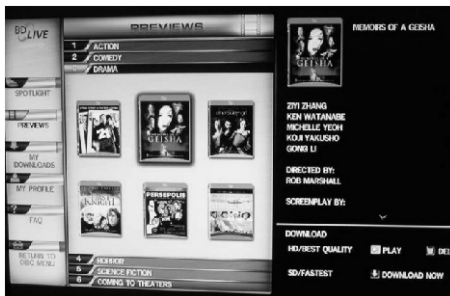 BD LIVE
PREVIEWS
1 ACTION
2 COMEDY
DRAMA
SPOTLIGHT
PREVIEWS
MY
DOWNLOADS
MY PROFILE
FAQ
RETURN TO
DISC MENU
GEISHA
KNIGHT
PERSEPOLIS
4 HORROR
5 SCIENCE FICTION
6 COMING TO THEATERS
GEISHA
MEMOIRS OF A GEISHA
ZIYI ZHANG
KEN WATANABE
MICHELLE YEOH
KOJI YAKUSHO
GONG LI
DIRECTED BY:
ROB MARSHALL
SCREENPLAY BY:
DOWNLOAD
HD/BEST QUALITY PLAY DEL
SD/FASTEST DOWNLOAD NOW